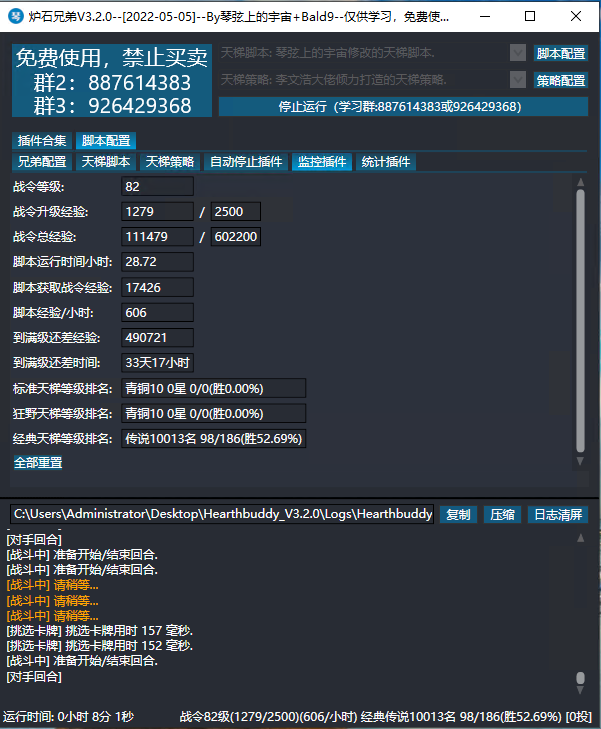 琴 炉石兄弟V3.2.0--[2022-05-05]--By琴弦上的宇宙+Bald9--仅供学习，免费使...
免费使用，禁止买卖
群2：887614383
群3：926429368
天梯脚本: 琴弦上的宇宙修改的天梯脚本.
脚本配置
天梯策略: 李文浩大佬倾力打造的天梯策略.
策略配置
停止运行（学习群:887614383或926429368）
插件合集 脚本配置
兄弟配置 天梯脚本 天梯策略 自动停止插件 监控插件 统计插件
战令等级: 82
战令升级经验: 1279 / 2500
战令总经验: 111479 / 602200
脚本运行时间小时: 28.72
脚本获取战令经验: 17426
脚本经验/小时: 606
到满级还差经验: 490721
到满级还差时间: 33天17小时
标准天梯等级排名: 青铜10 0星 0/0(胜0.00%)
狂野天梯等级排名: 青铜10 0星 0/0(胜0.00%)
经典天梯等级排名: 传说10013名 98/186(胜52.69%)
全部重置
C:\Users\Administrator\Desktop\Hearthbuddy_V3.2.0\Logs\Hearthbuddy 复制 压缩 日志清屏
[对手回合]
[战斗中] 准备开始/结束回合.
[战斗中] 准备开始/结束回合.
[战斗中] 请稍等...
[战斗中] 请稍等...
[战斗中] 请稍等...
[挑选卡牌] 挑选卡牌用时 157 毫秒.
[挑选卡牌] 挑选卡牌用时 152 毫秒.
[战斗中] 准备开始/结束回合.
[对手回合]
运行时间: 0小时 8分 1秒 战令82级(1279/2500)(606/小时) 经典传说10013名 98/186(胜52.69%) [0投]